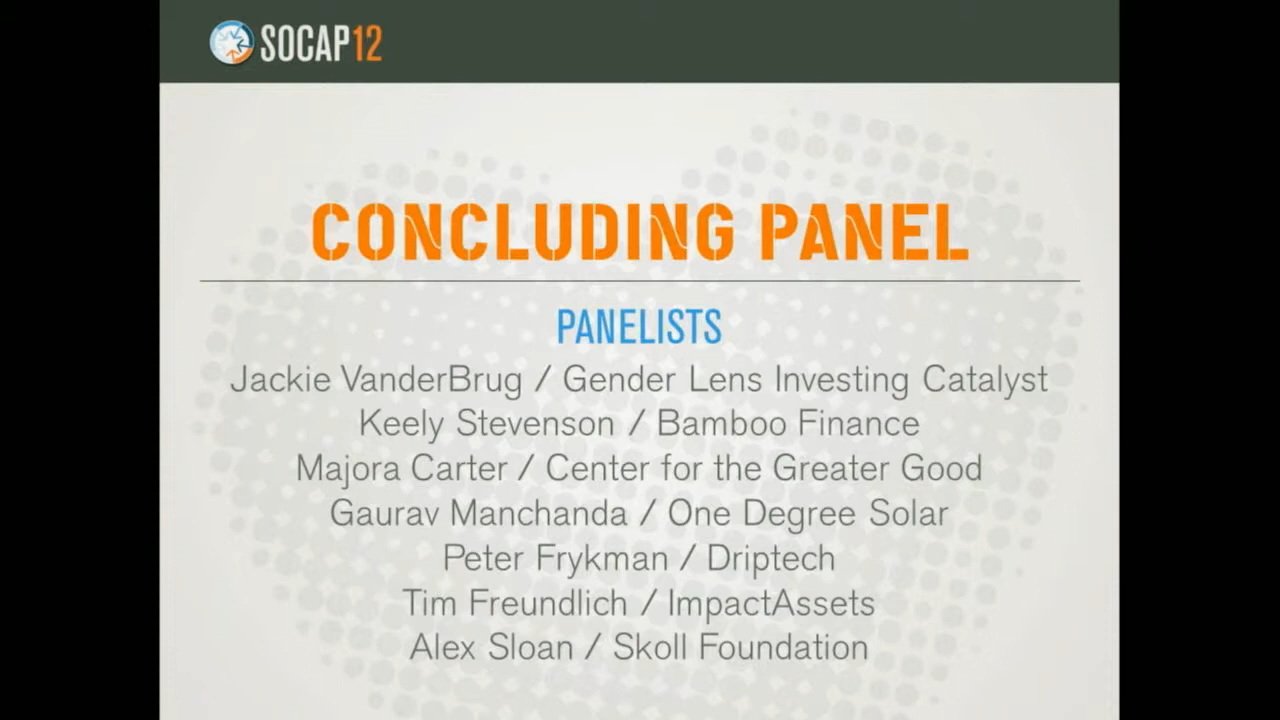 SOCAP12
CONCLUDING PANEL
PANELISTS
Jackie VanderBrug / Gender Lens Investing Catalyst
Keely Stevenson / Bamboo Finance
Majora Carter / Center for the Greater Good
Gaurav Manchanda / One Degree Solar
Peter Frykman / Driptech
Tim Freundlich / ImpactAssets
Alex Sloan / Skoll Foundation